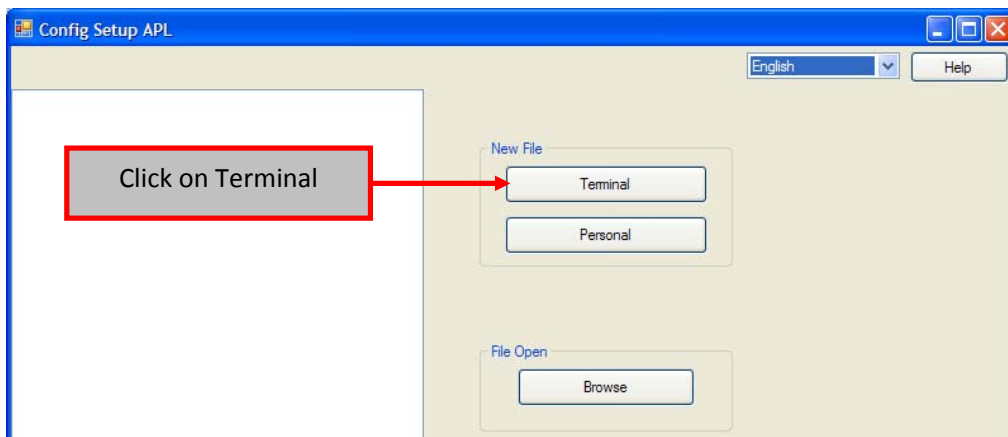 Config Setup APL
English
Help
New File
Click on Terminal
Terminal
Personal
File Open
Browse